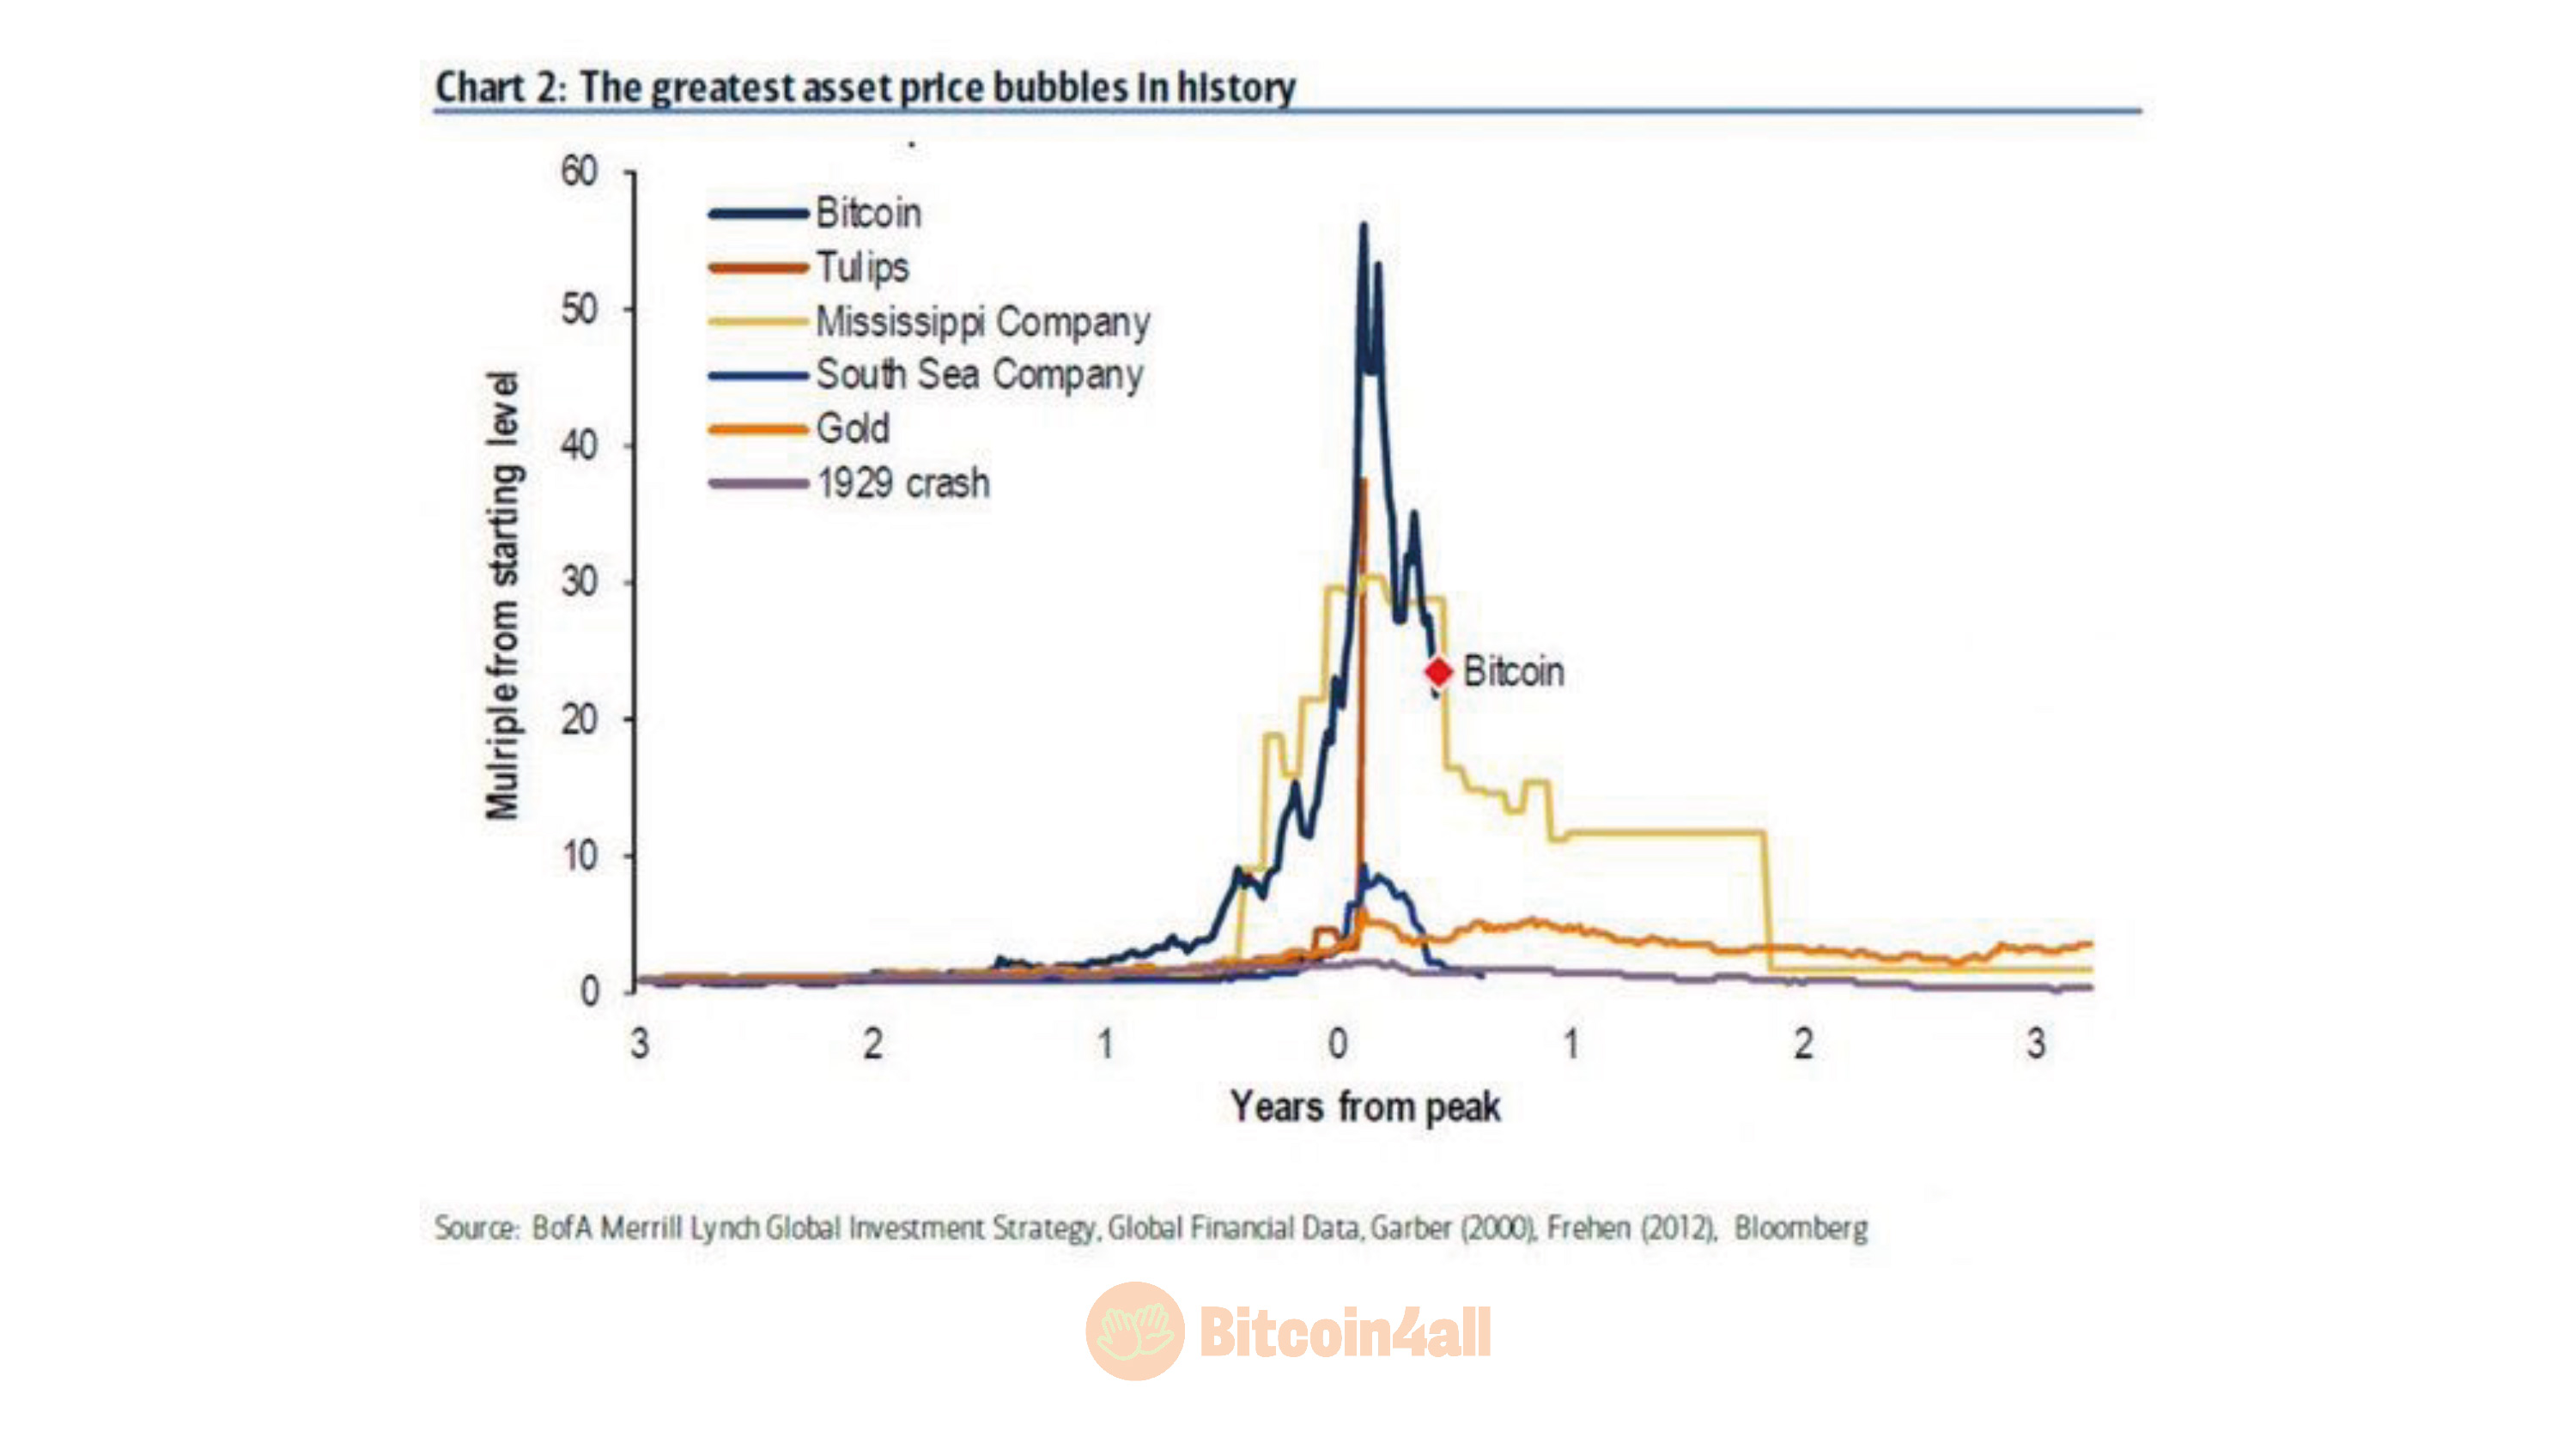 Chart 2: The greatest asset price bubbles in history
60
50
40
30
20
10
0
Mulriple from starting level
Bitcoin
Tulips
Mississippi Company
South Sea Company
Gold
1929 crash
Bitcoin
3 2 1 0 1 2 3
Years from peak
Source: BofA Merrill Lynch Global Investment Strategy, Global Financial Data, Garber (2000), Frehen (2012), Bloomberg
Bitcoin4all